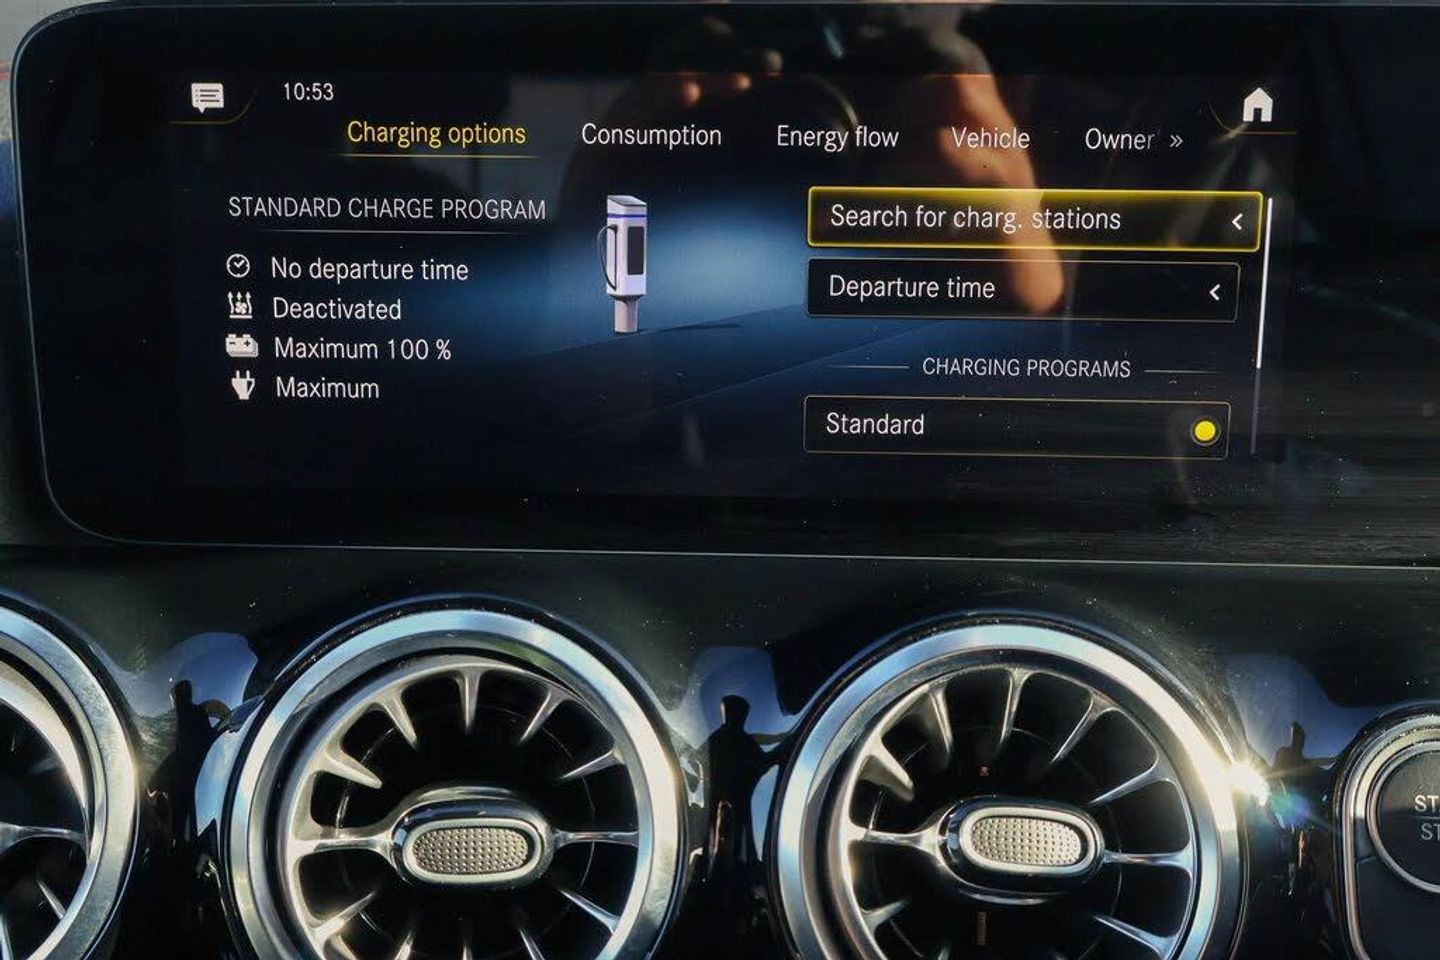 10:53
Charging options Consumption Energy flow Vehicle Owner »
STANDARD CHARGE PROGRAM
No departure time
Deactivated
Maximum 100 %
Maximum
Search for charg. stations
Departure time
CHARGING PROGRAMS
Standard